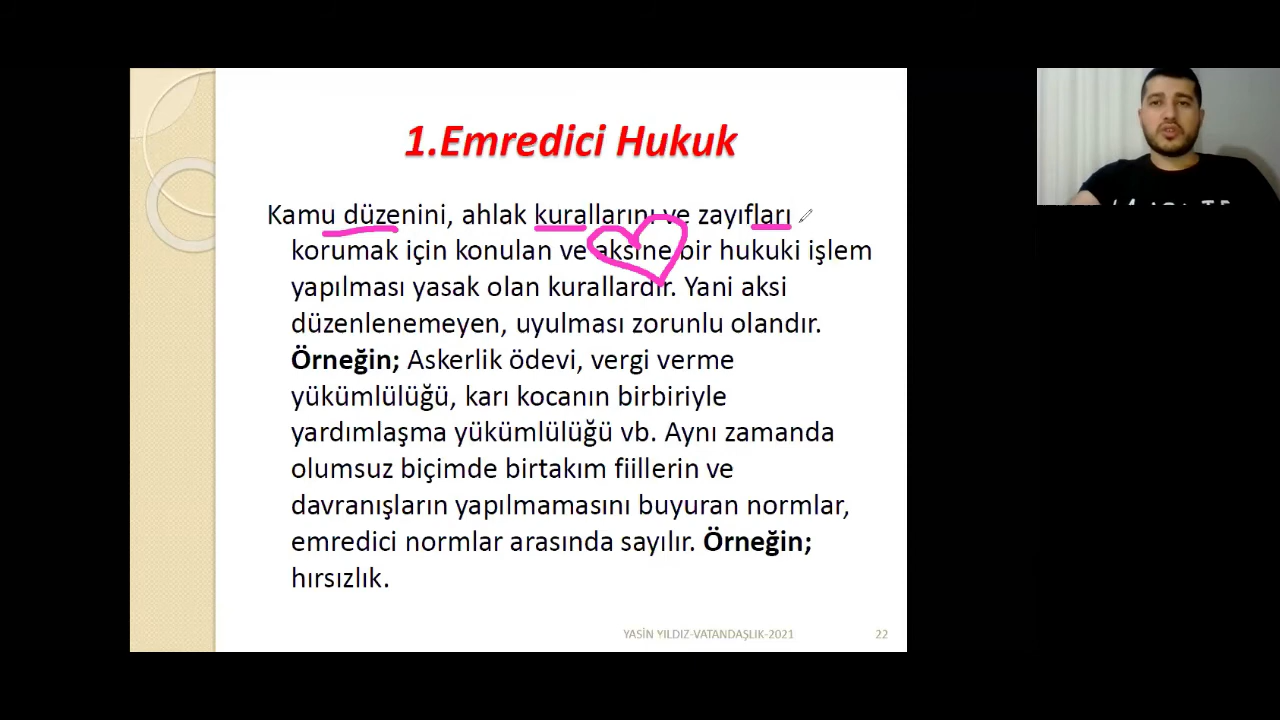 1.Emredici Hukuk
Kamu düzenini, ahlak kurallarını ve zayıfları
korumak için konulan ve aksine bir hukuki işlem
yapılması yasak olan kurallardır. Yani aksi
düzenlenemeyen, uyulması zorunlu olandır.
Örneğin; Askerlik ödevi, vergi verme
yükümlülüğü, karı kocanın birbiriyle
yardımlaşma yükümlülüğü vb. Aynı zamanda
olumsuz biçimde birtakım fiillerin ve
davranışların yapılmamasını buyuran normlar,
emredici normlar arasında sayılır. Örneğin;
hırsızlık.
YASİN YILDIZ-VATANDAŞLIK-2021 22